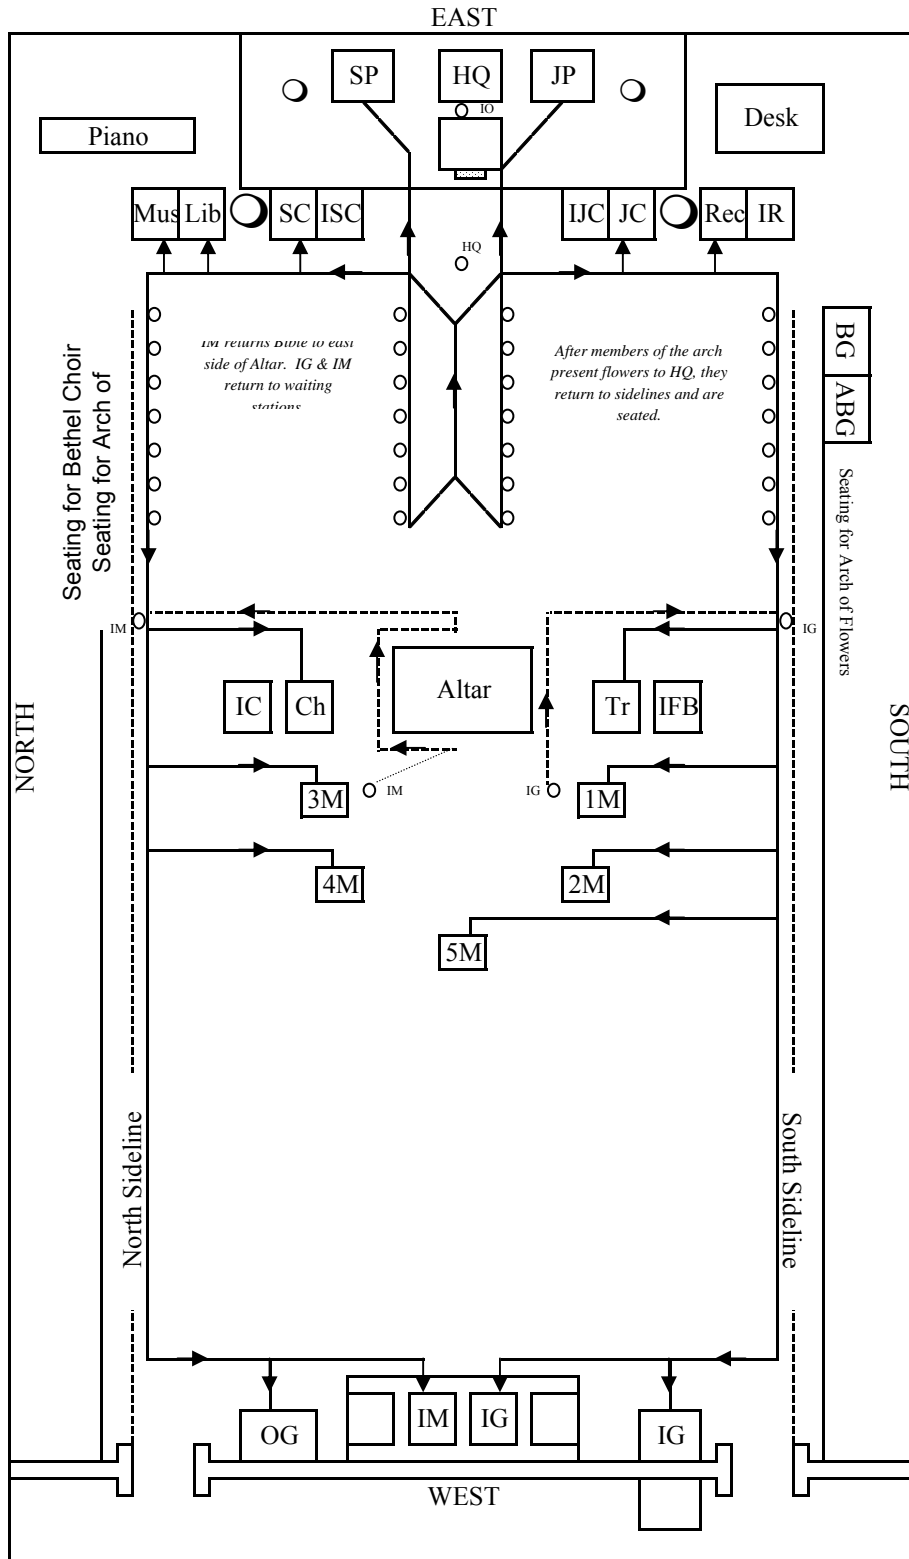 EAST
SP
HQ
JP
IO
Piano
Desk
Mus
Lib
SC
ISC
IJC
JC
Rec
IR
HQ
IM returns Bible to east
side of Altar. IG & IM
return to waiting
stations
After members of the arch
present flowers to HQ, they
return to sidelines and are
seated.
BG
ABG
Seating for Bethel Choir
Seating for Arch of
Seating for Arch of Flowers
IM
IG
IC
Ch
Altar
Tr
IFB
NORTH
SOUTH
3M
IM
IG
1M
4M
2M
5M
North Sideline
South Sideline
OG
IM
IG
IG
WEST